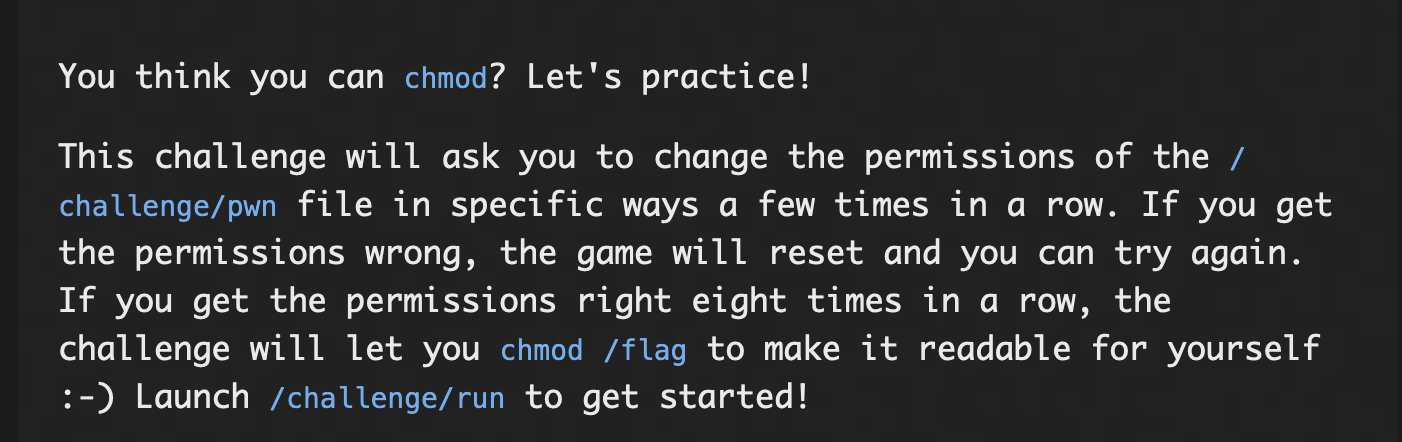 You think you can chmod? Let's practice!
This challenge will ask you to change the permissions of the /
challenge/pwn file in specific ways a few times in a row. If you get
the permissions wrong, the game will reset and you can try again.
If you get the permissions right eight times in a row, the
challenge will let you chmod /flag to make it readable for yourself
:-) Launch /challenge/run to get started!